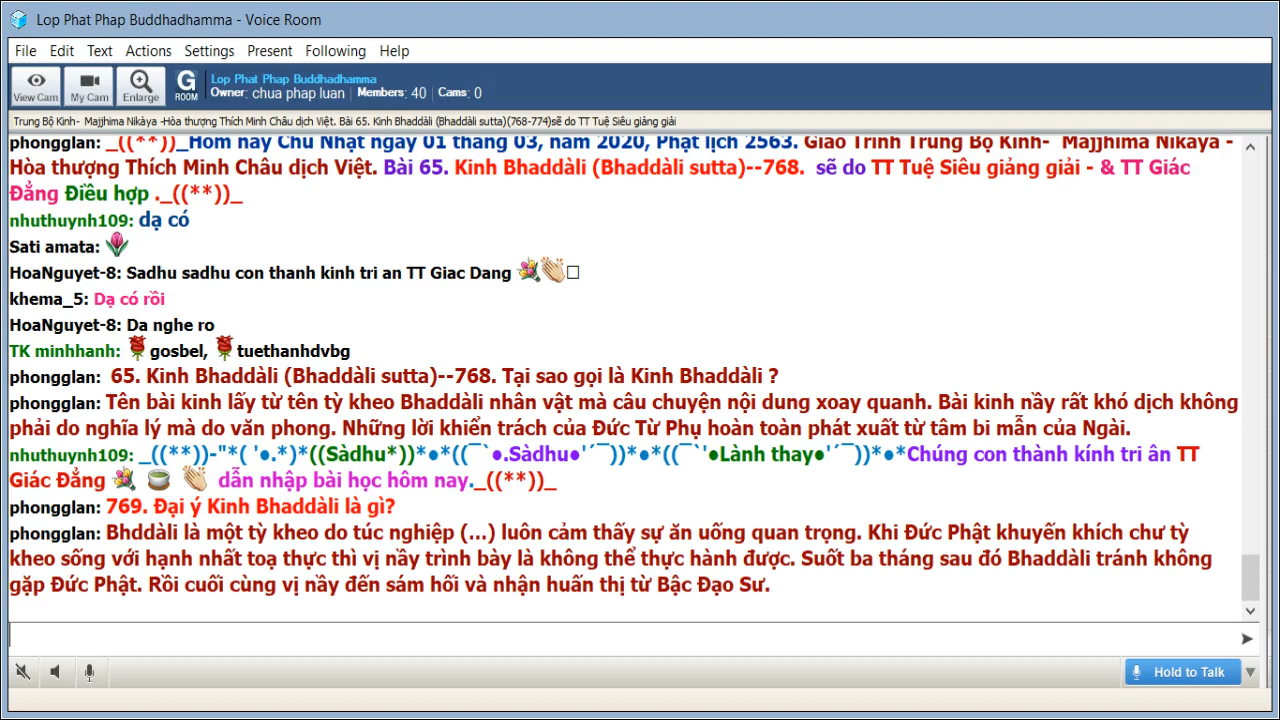 Lop Phat Phap Buddhadhamma - Voice Room
File Edit Text Actions Settings Present Following Help
View Cam My Cam Enlarge G ROOM Lop Phat Phap Buddhadhamma
Owner: chua phap luan Members: 40 Cams: 0
Trung Bộ Kinh- Majjhima Nikàya -Hòa thượng Thích Minh Châu dịch Việt. Bài 65. Kinh Bhaddàli (Bhaddàli sutta)(768-774)sẽ do TT Tuệ Siêu giảng giải
phongglan: _((**))_Hôm nay Chủ Nhật ngày 01 tháng 03, năm 2020, Phật lịch 2563. Giáo Trình Trung Bộ Kinh- Majjhima Nikaya -
Hòa thượng Thích Minh Châu dịch Việt. Bài 65. Kinh Bhaddàli (Bhaddàli sutta)--768. sẽ do TT Tuệ Siêu giảng giải - & TT Giác
Đẳng Điều hợp ._((**))_
nhuthuynh109: dạ có
Sati amata:
HoaNguyet-8: Sadhu sadhu con thanh kinh tri an TT Giac Dang
khema_5: Dạ có rồi
HoaNguyet-8: Da nghe ro
TK minhhanh: gosbel, tuethanhdvbg
phongglan: 65. Kinh Bhaddàli (Bhaddàli sutta)--768. Tại sao gọi là Kinh Bhaddàli ?
phongglan: Tên bài kinh lấy từ tên tỳ kheo Bhaddàli nhân vật mà câu chuyện nội dung xoay quanh. Bài kinh nầy rất khó dịch không
phải do nghĩa lý mà do văn phong. Những lời khiển trách của Đức Từ Phụ hoàn toàn phát xuất từ tâm bi mẫn của Ngài.
nhuthuynh109: _((**))-"*( '●.*)*((Sàdhu*))*●*((¯`●.Sàdhu●'´¯))*●*((¯`'●Lành thay●'´¯))*●*Chúng con thành kính tri ân TT
Giác Đẳng dẫn nhập bài học hôm nay._((**))_
phongglan: 769. Đại ý Kinh Bhaddàli là gì?
phongglan: Bhddàli là một tỳ kheo do túc nghiệp (...) luôn cảm thấy sự ăn uống quan trọng. Khi Đức Phật khuyến khích chư tỳ
kheo sống với hạnh nhất toạ thực thì vị nầy trình bày là không thể thực hành được. Suốt ba tháng sau đó Bhaddàli tránh không
gặp Đức Phật. Rồi cuối cùng vị nầy đến sám hối và nhận huấn thị từ Bậc Đạo Sư.
Hold to Talk